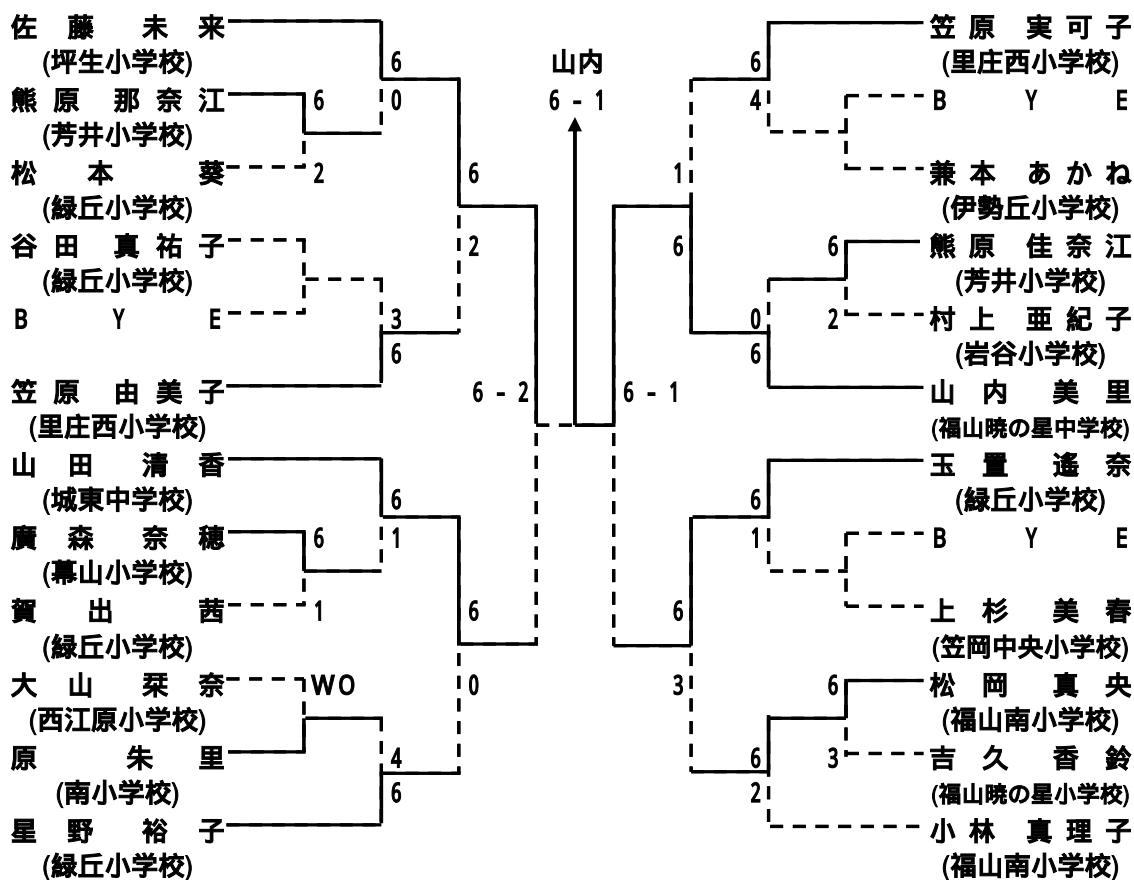 佐藤未来
(坪生小学校)
6
熊原那奈江
6
0
(芳井小学校)
松本葵
2
6
(緑丘小学校)
谷田真祐子
2
(緑丘小学校)
BYE
3
6
笠原由美子
6-2
(里庄西小学校)
山田清香
(城東中学校)
6
廣森奈穂
6
1
(幕山小学校)
賀出茜
1
6
(緑丘小学校)
大山栞奈
WO
0
(西江原小学校)
原朱里
4
(南小学校)
6
星野裕子
(緑丘小学校)
山内
6-1
笠原実可子
6
(里庄西小学校)
4
BYE
1
兼本あかね
(伊勢丘小学校)
6
6
熊原佳奈江
(芳井小学校)
0
2
村上亜紀子
6
(岩谷小学校)
6-1
山内美里
(福山暁の星中学校)
玉置遙奈
6
(緑丘小学校)
1
BYE
6
上杉美春
(笠岡中央小学校)
3
6
松岡真央
(福山南小学校)
6
3
吉久香鈴
2
(福山暁の星小学校)
小林真理子
(福山南小学校)